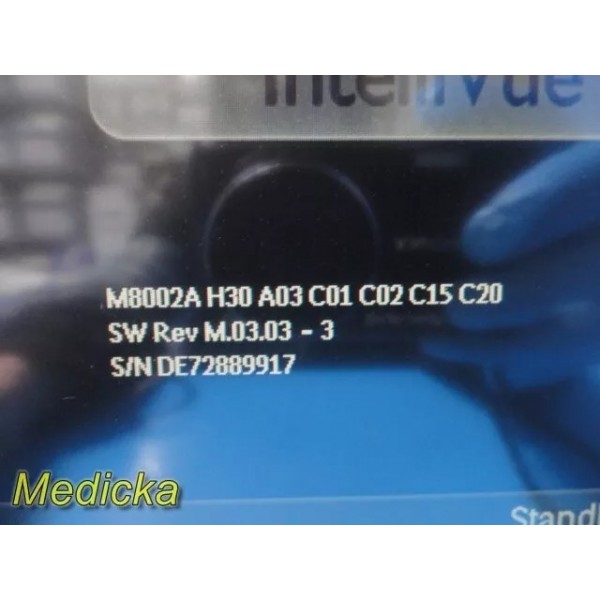 IntelliVue
M8002A H30 A03 C01 C02 C15 C20
SW Rev M.03.03 - 3
S/N DE72889917
Medicka
Stand